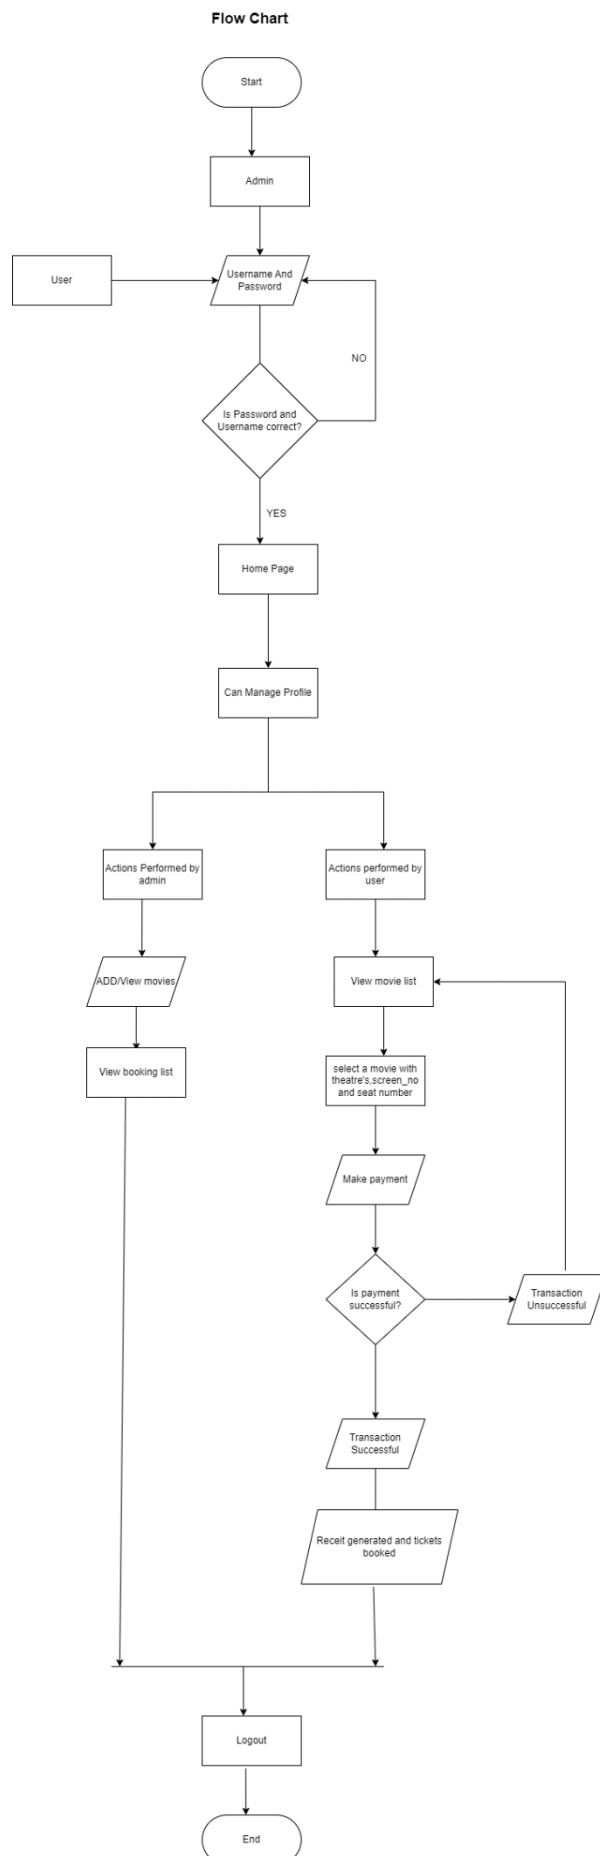 Flow Chart
Start
Admin
User
Username And
Password
NO
Is Password and
Username correct?
YES
Home Page
Can Manage Profile
Actions Performed by
admin
Actions performed by
user
ADD/View movies
View movie list
View booking list
select a movie with
theatre's,screen_no
and seat number
Make payment
Is payment
successful?
Transaction
Unsuccessful
Transaction
Successful
Receit generated and tickets
booked
Logout
End